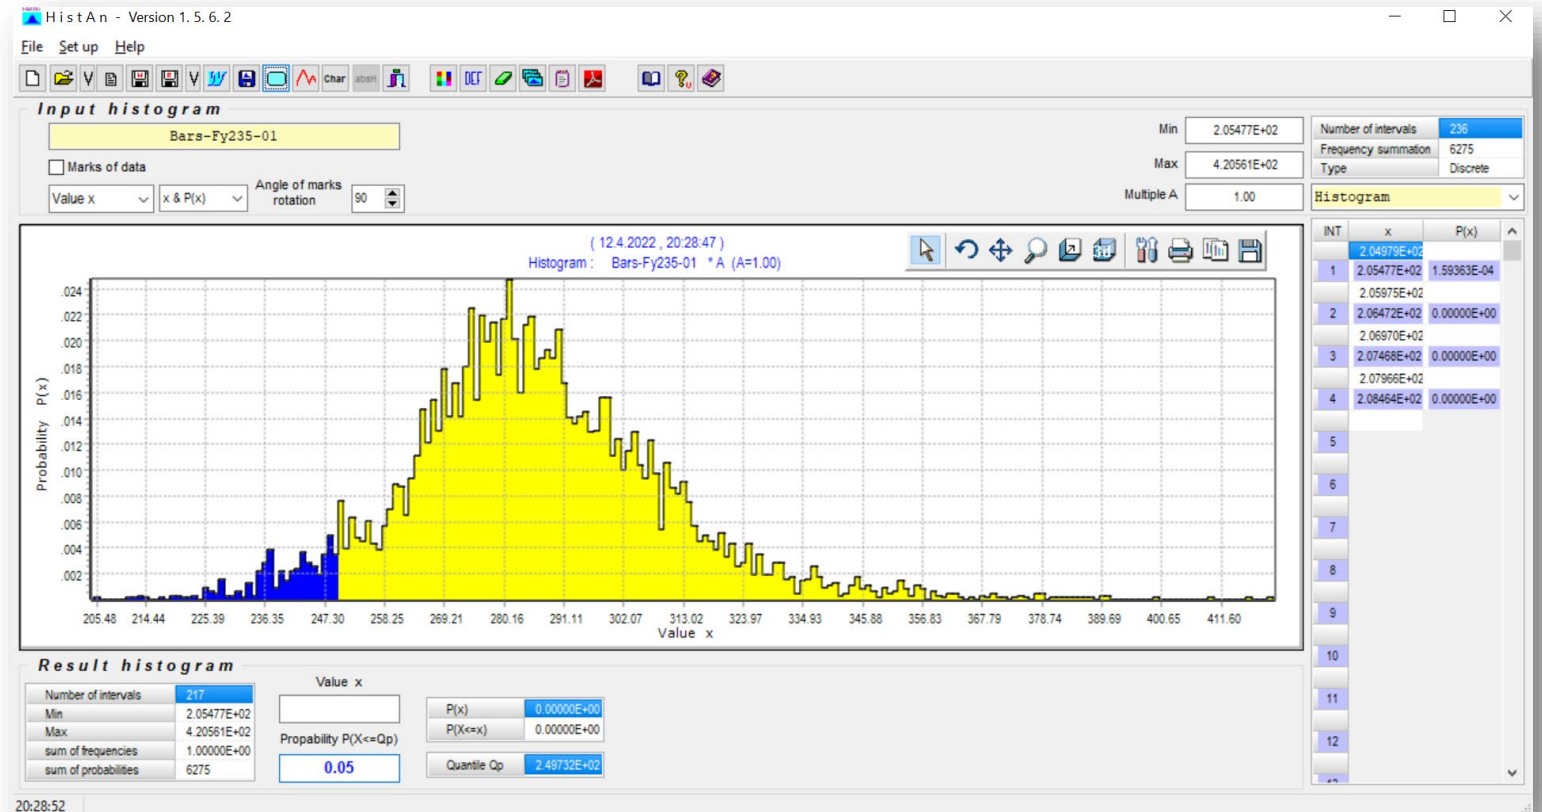 HistAn - Version 1. 5. 6. 2
File Set up Help
V V Char DEF
Input histogram
Bars-Fy235-01
Marks of data
Value x x & P(x) Angle of marks rotation 90
Min 2.05477E+02
Max 4.20561E+02
Multiple A 1.00
Number of intervals 236
Frequency summation 6275
Type Discrete
Histogram
( 12.4.2022 , 20:28:47 )
Histogram : Bars-Fy235-01 * A (A=1.00)
Probability P(x)
.024
.022
.020
.018
.016
.014
.012
.010
.008
.006
.004
.002
205.48 214.44 225.39 236.35 247.30 258.25 269.21 280.16 291.11 302.07 313.02 323.97 334.93 345.88 356.83 367.79 378.74 389.69 400.65 411.60
Value x
INT x P(x)
2.04979E+02
1 2.05477E+02 1.59363E-04
2.05975E+02
2 2.06472E+02 0.00000E+00
2.06970E+02
3 2.07468E+02 0.00000E+00
2.07966E+02
4 2.08464E+02 0.00000E+00
5
6
7
8
9
10
11
12
Result histogram
Number of intervals 217
Min 2.05477E+02
Max 4.20561E+02
sum of frequencies 1.00000E+00
sum of probabilities 6275
Value x
Propability P(X<=Qp)
0.05
P(x) 0.00000E+00
P(X<=x) 0.00000E+00
Quantile Qp 2.49732E+02
20:28:52